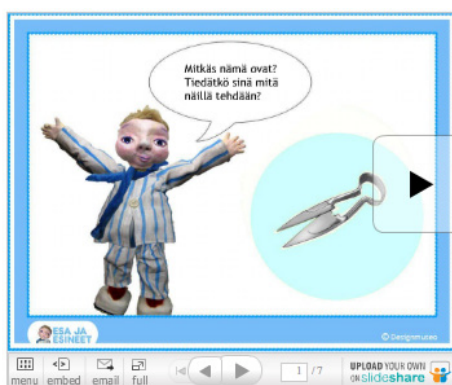 Mitkäs nämä ovat?
Tiedätkö sinä mitä
näillä tehdään?
ESA JA
ESINEET
© Designmuseo
menu embed email full
1 /7
UPLOAD YOUR OWN
ON slideshare